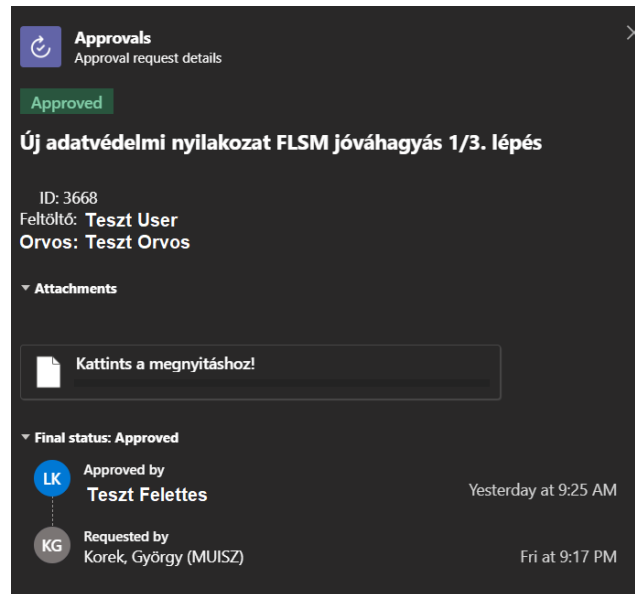 Approvals
Approval request details
Approved
Új adatvédelmi nyilakozat FLSM jóváhagyás 1/3. lépés
ID: 3668
Feltöltő: Teszt User
Orvos: Teszt Orvos
Attachments
Kattints a megnyitáshoz!
Final status: Approved
LK
Approved by
Teszt Felettes
Yesterday at 9:25 AM
KG
Requested by
Korek, György (MUISZ)
Fri at 9:17 PM